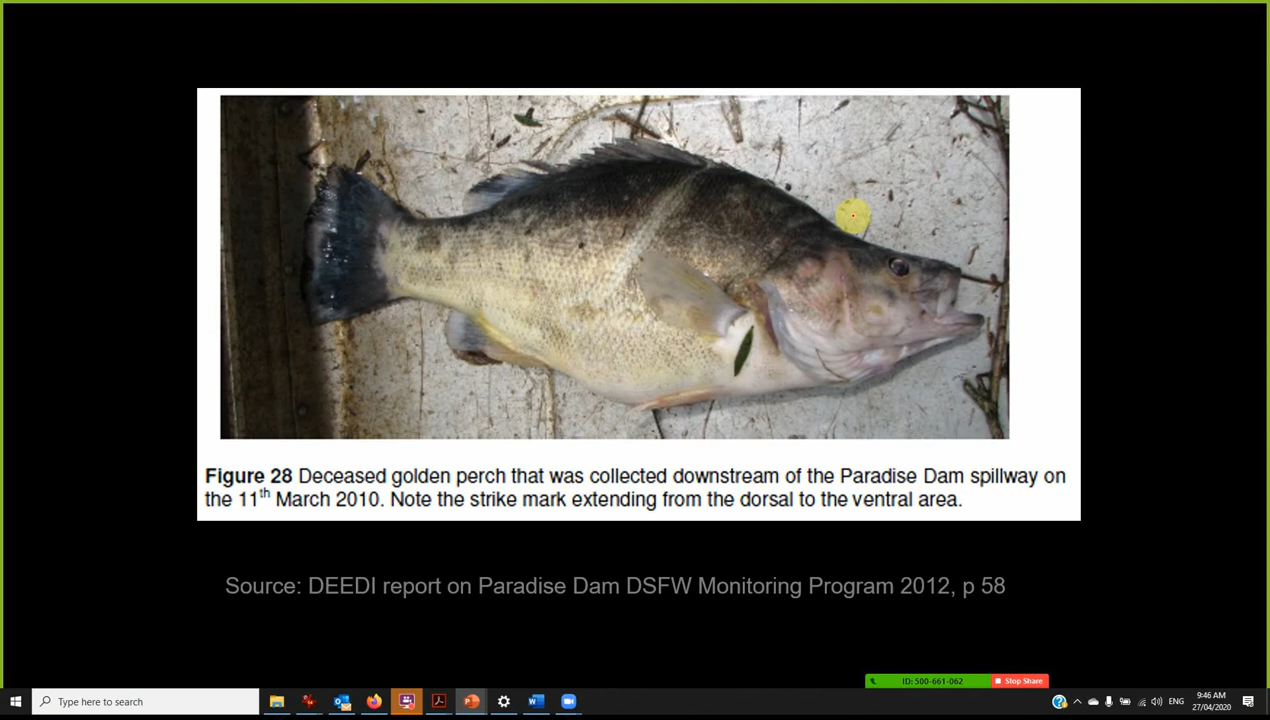 Figure 28 Deceased golden perch that was collected downstream of the Paradise Dam spillway on
the 11th March 2010. Note the strike mark extending from the dorsal to the ventral area.
Source: DEEDI report on Paradise Dam DSFW Monitoring Program 2012, p 58
ID: 500-661-062 Stop Share
Type here to search
ENG
9:46 AM
27/04/2020